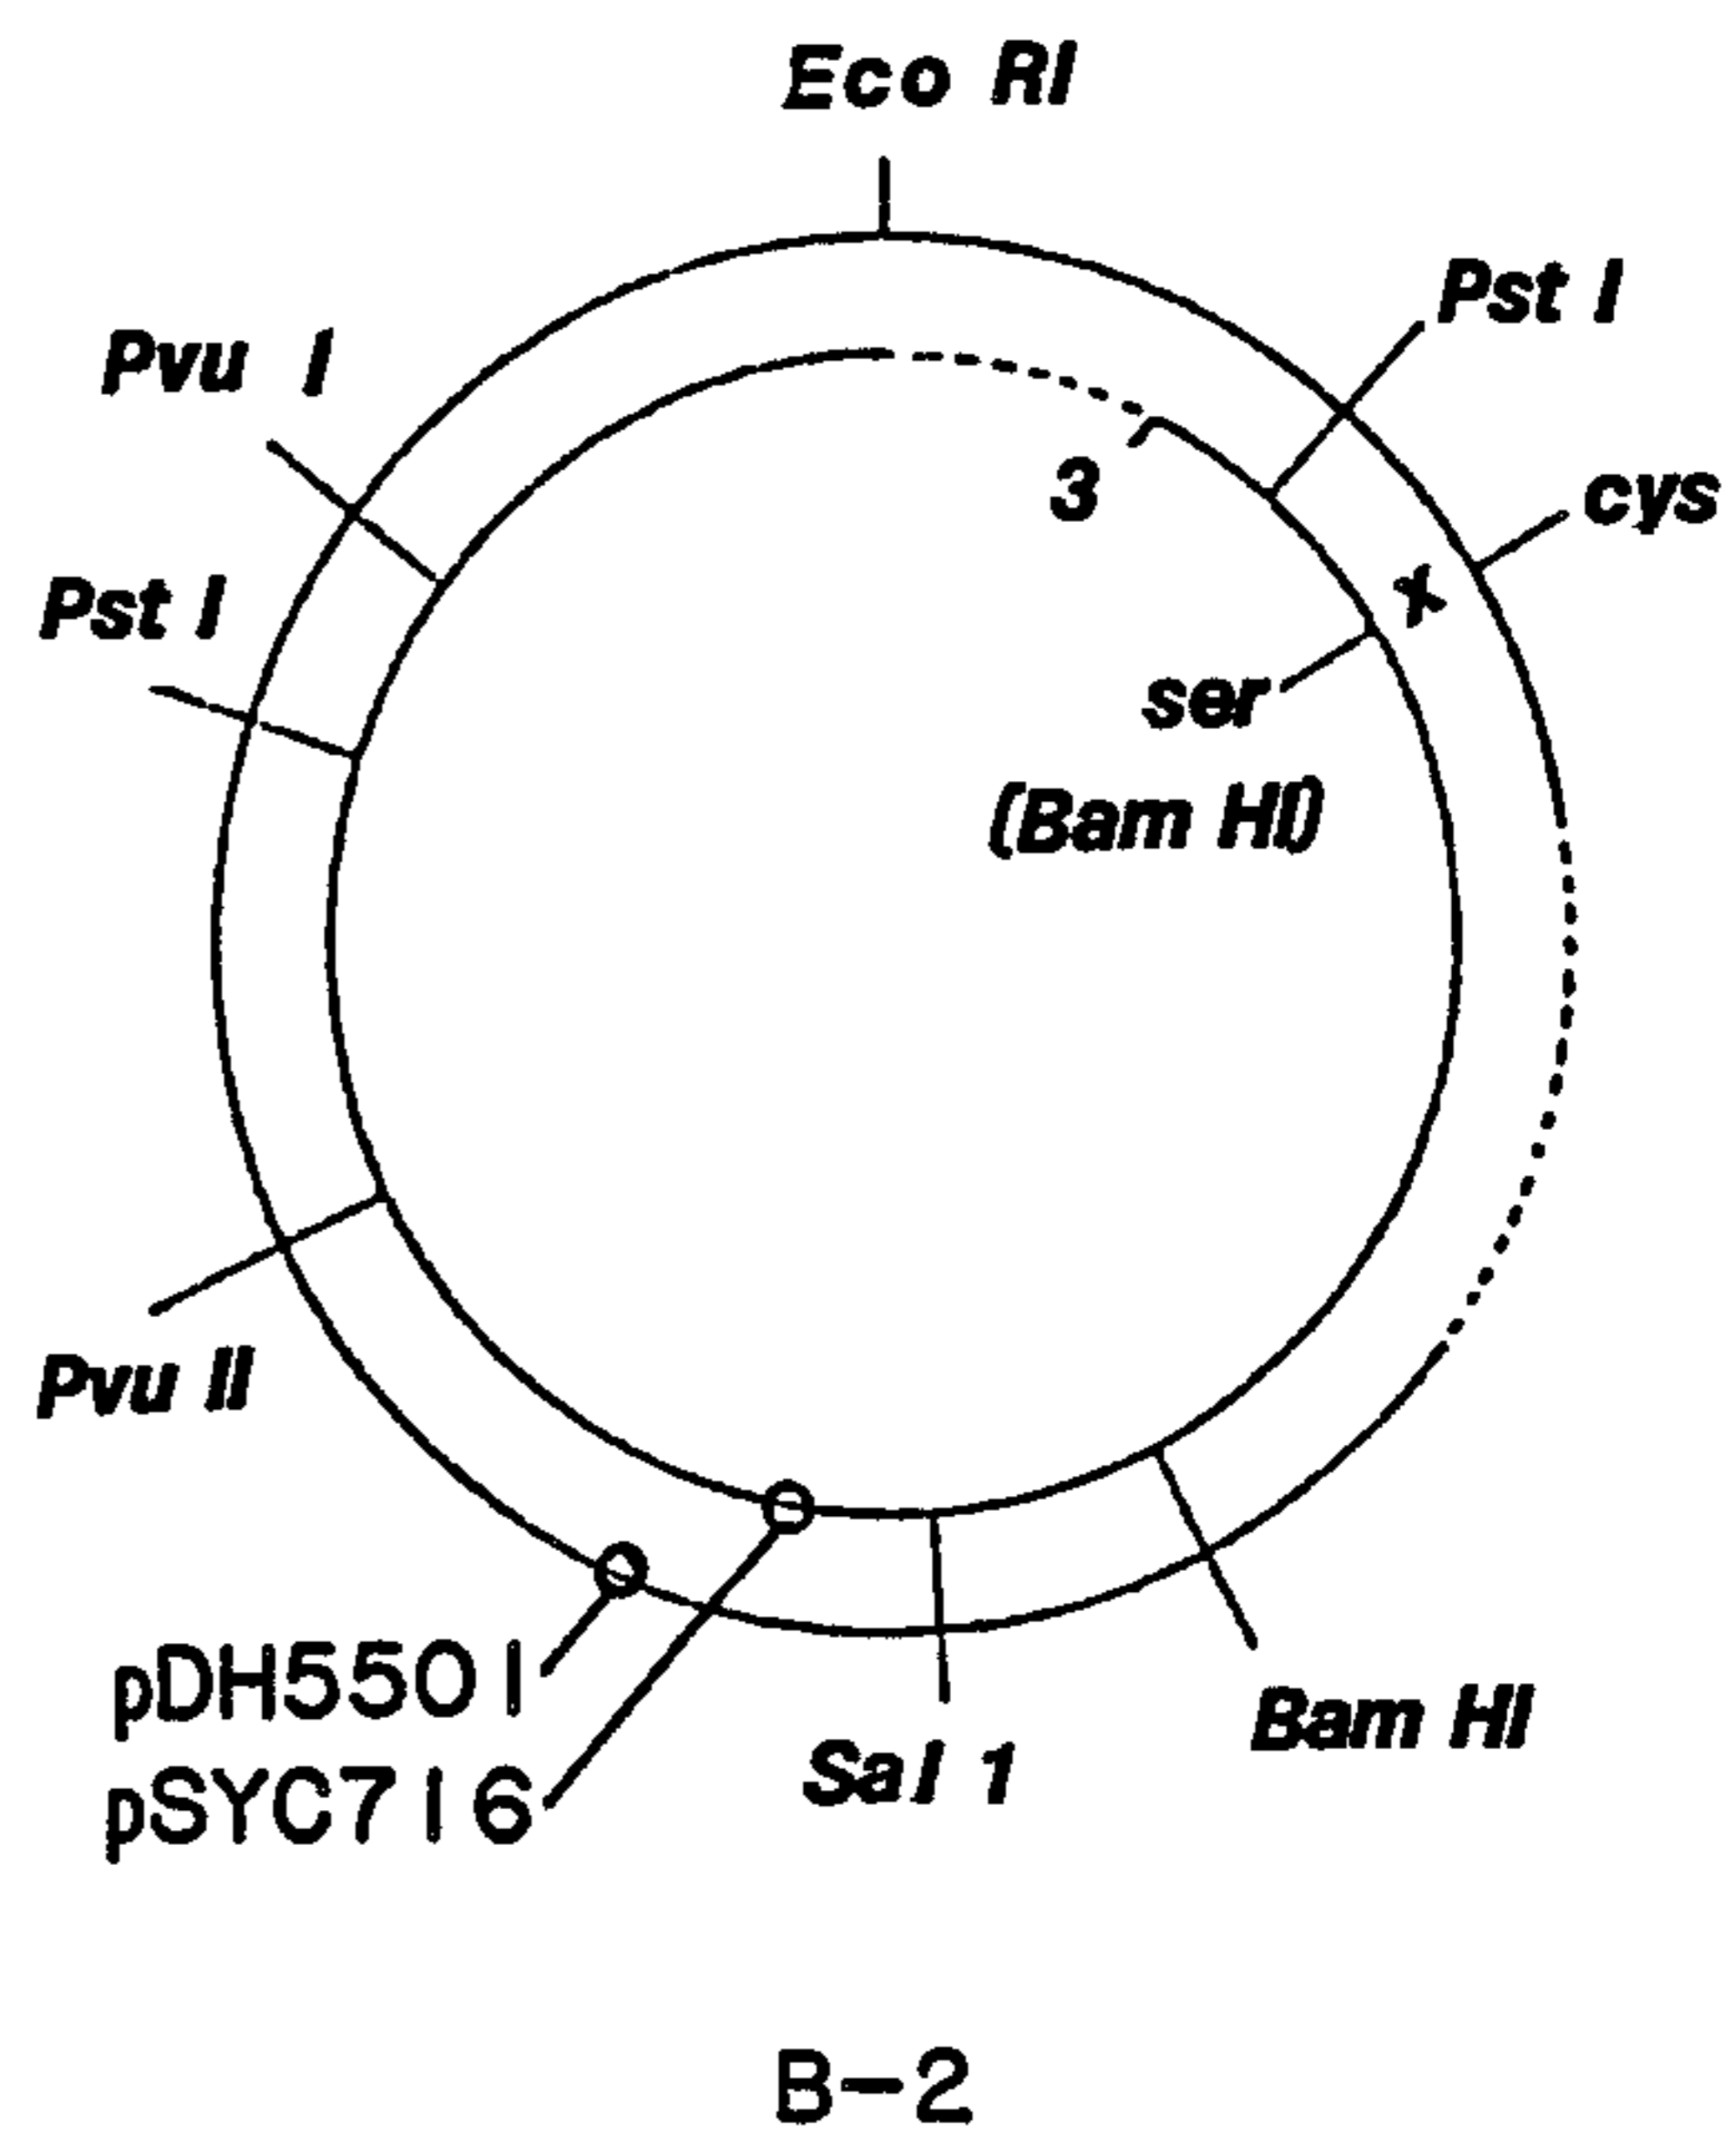 Eco RI
Pst I
Pvu I
cys
3
x
Pst I
ser
(Bam HI)
Pvu II
pDH5501
Bam HI
Sal 1
pSYC716
B-2